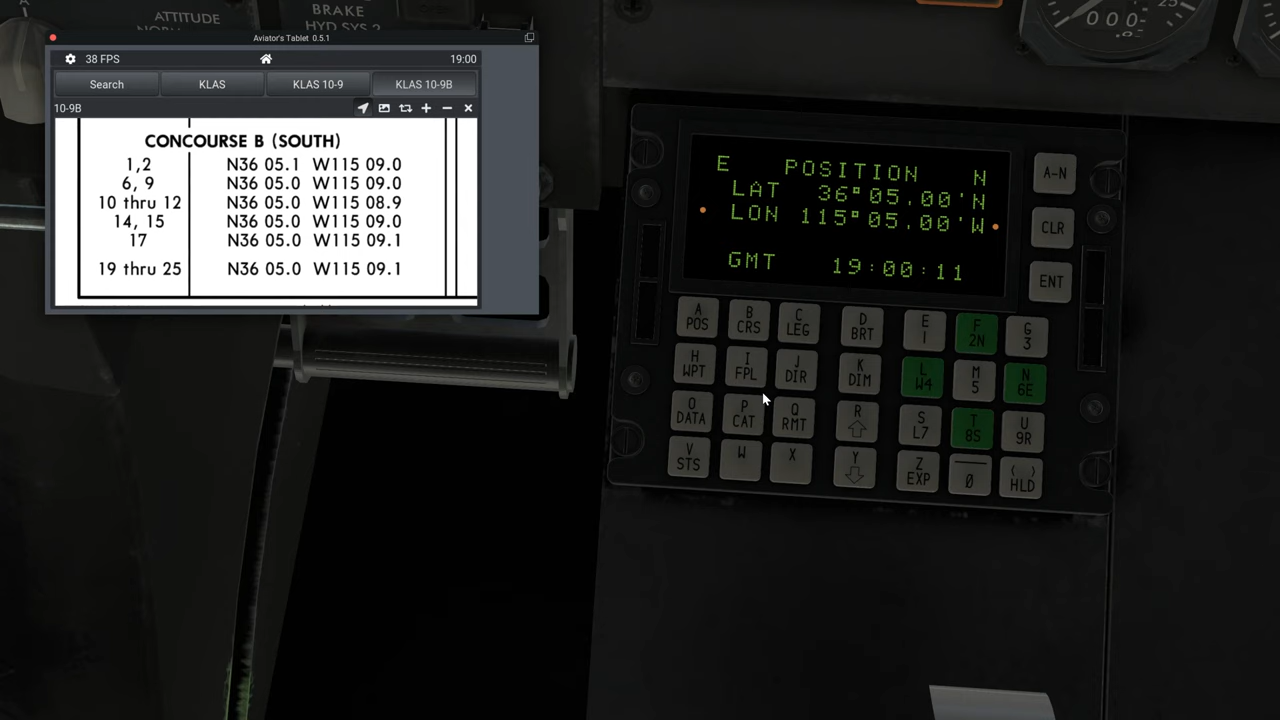 A
ATTITUDE
NORM
BRAKE
HYD SYS 2
25
000
Aviator's Tablet 0.5.1
38 FPS
19:00
Search
KLAS
KLAS 10-9
KLAS 10-9B
10-9B
CONCOURSE B (SOUTH)
1,2 N36 05.1 W115 09.0
6, 9 N36 05.0 W115 09.0
10 thru 12 N36 05.0 W115 08.9
14, 15 N36 05.0 W115 09.0
17 N36 05.0 W115 09.1
19 thru 25 N36 05.0 W115 09.1
E POSITION N
LAT 36°05.00'N
LON 115°05.00'W
GMT 19:00:11
A-N
CLR
ENT
A POS
B CRS
C LEG
D BRT
E 1
F 2N
G 3
H WPT
I FPL
J DIR
K DIM
L W4
M 5
N 6E
O DATA
P CAT
Q RMT
R
S L7
T 8S
U 9R
V STS
W
X
Y
Z EXP
0
( ) HLD